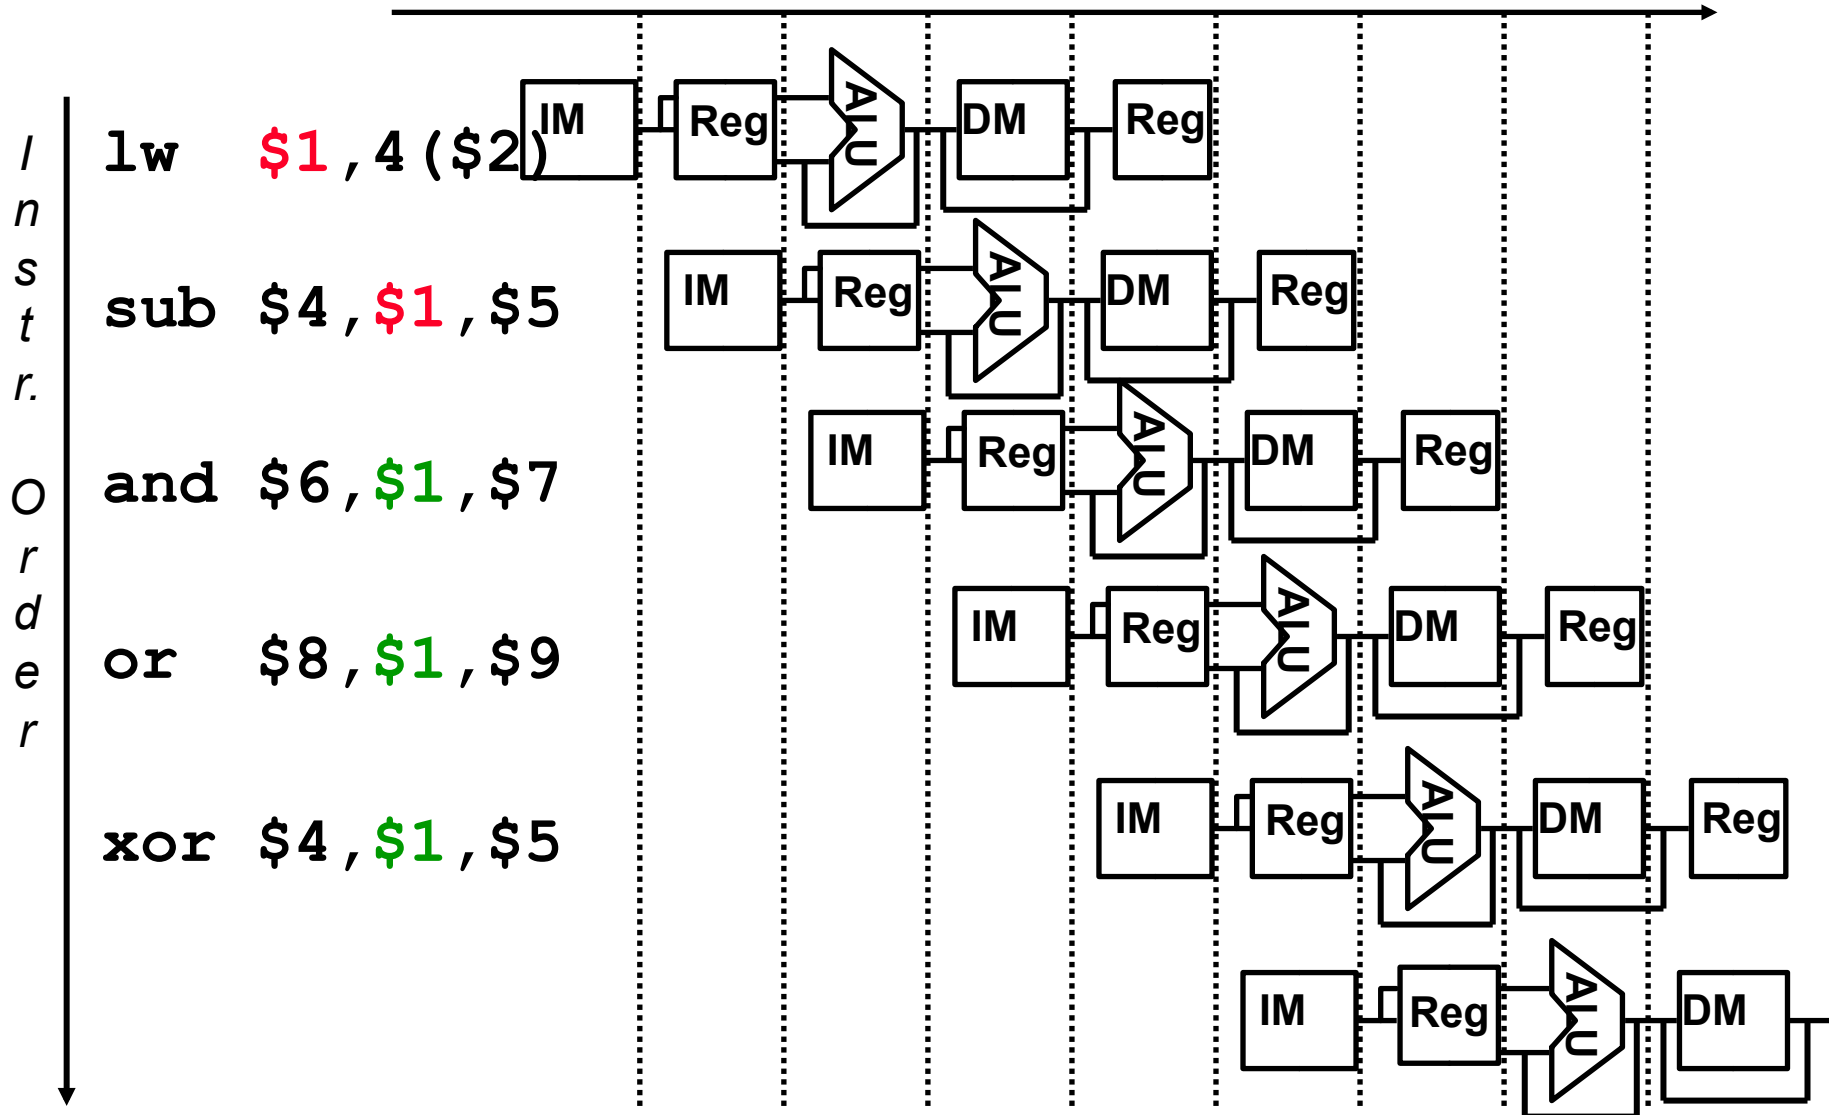 Instr. Order
lw $1,4($2) IM Reg ALU DM Reg
sub $4,$1,$5 IM Reg ALU DM Reg
and $6,$1,$7 IM Reg ALU DM Reg
or $8,$1,$9 IM Reg ALU DM Reg
xor $4,$1,$5 IM Reg ALU DM Reg
IM Reg ALU DM